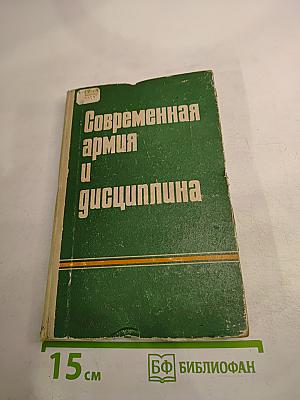 Современная
армия
и
дисциплина
15 см
БФ БИБЛИОФАН